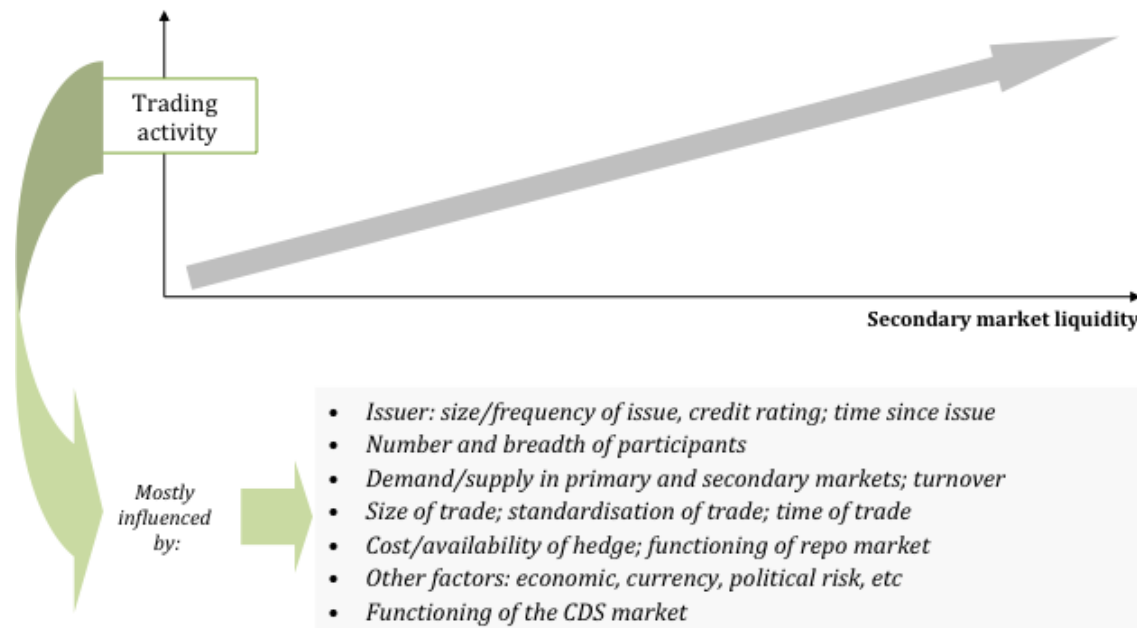 Trading
activity
Secondary market liquidity
Mostly
influenced
by:
• Issuer: size/frequency of issue, credit rating; time since issue
• Number and breadth of participants
• Demand/supply in primary and secondary markets; turnover
• Size of trade; standardisation of trade; time of trade
• Cost/availability of hedge; functioning of repo market
• Other factors: economic, currency, political risk, etc
• Functioning of the CDS market